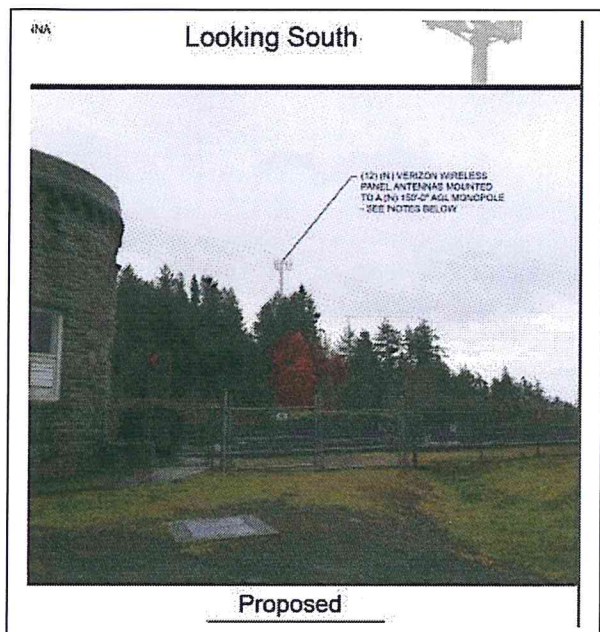 Looking South
(12) (N) VERIZON WIRELESS
PANEL ANTENNAS MOUNTED
TO A (N) 150'-0" AGL MONOPOLE
- SEE NOTES BELOW
Proposed